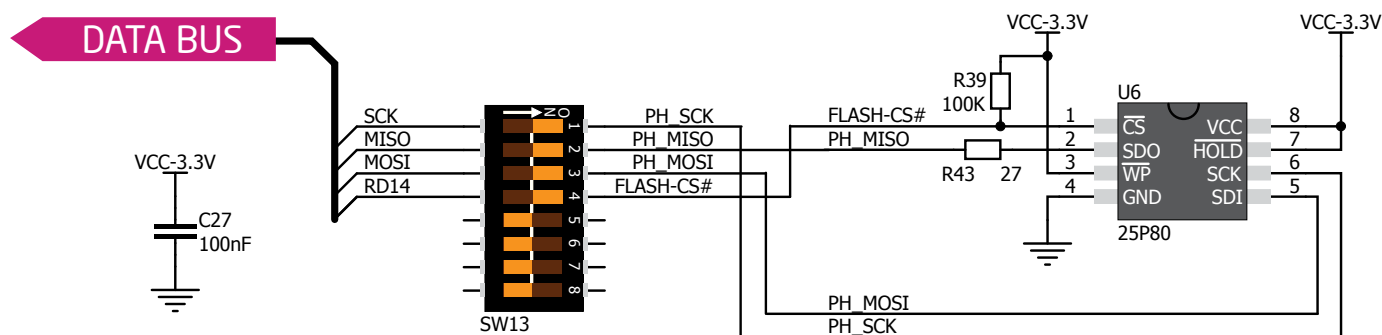 VCC-3.3V VCC-3.3V
DATA BUS
R39
100K
U6
SCK PH_SCK FLASH-CS# 1 CS VCC 8
MISO PH_MISO PH_MISO 2 SDO HOLD 7
MOSI PH_MOSI R43 27 3 WP SCK 6
RD14 FLASH-CS# 4 GND SDI 5
25P80
VCC-3.3V
C27
100nF
ON
1
2
3
4
5
6
7
8
SW13
PH_MOSI
PH_SCK